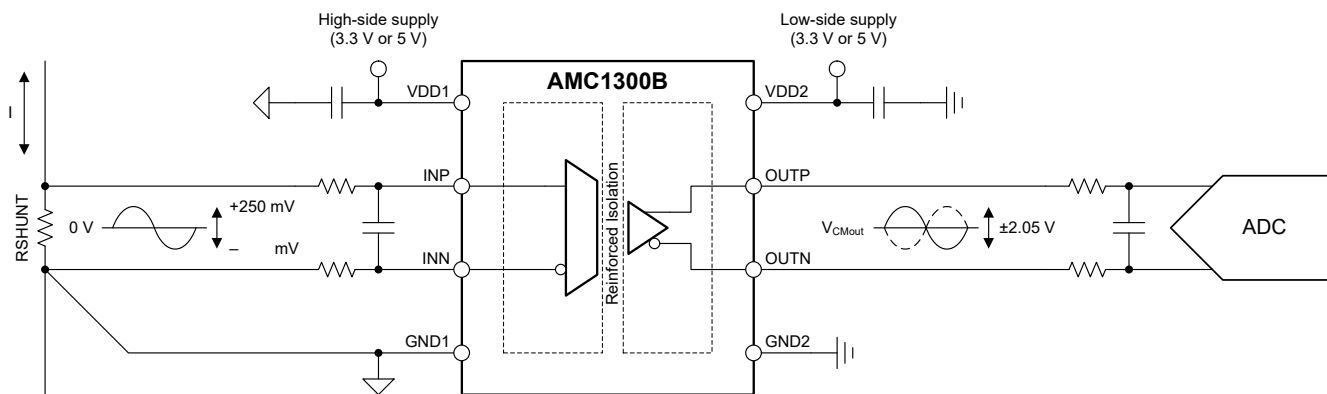 High-side supply
(3.3 V or 5 V)
Low-side supply
(3.3 V or 5 V)
AMC1300B
VDD1
VDD2
I
INP
OUTP
RSHUNT
0 V
+250 mV
– mV
Reinforced Isolation
VCMout
±2.05 V
ADC
INN
OUTN
GND1
GND2